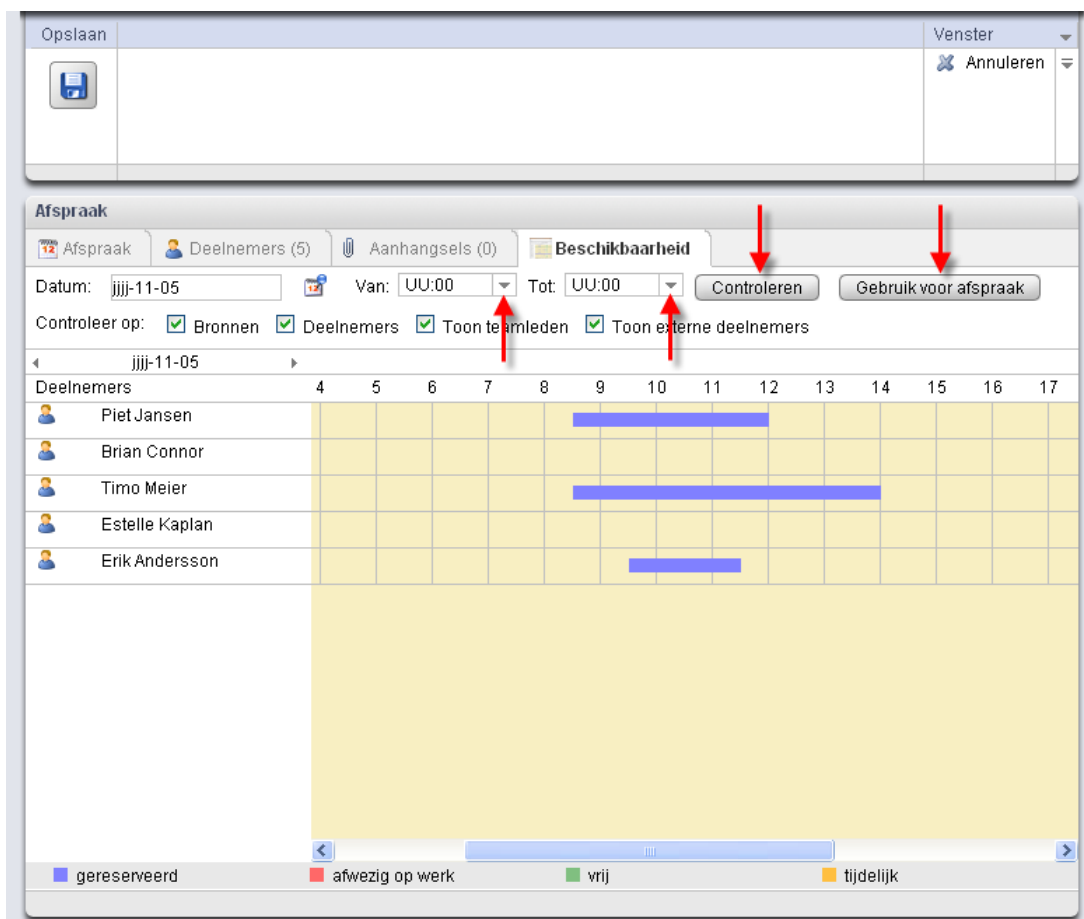 Opslaan Venster
Annuleren
Afspraak
Afspraak Deelnemers (5) Aanhangsels (0) Beschikbaarheid
Datum: jjjj-11-05 Van: UU:00 Tot: UU:00 Controleren Gebruik voor afspraak
Controleer op: Bronnen Deelnemers Toon teamleden Toon externe deelnemers
jjjj-11-05
Deelnemers 4 5 6 7 8 9 10 11 12 13 14 15 16 17
Piet Jansen
Brian Connor
Timo Meier
Estelle Kaplan
Erik Andersson
gereserveerd afwezig op werk vrij tijdelijk